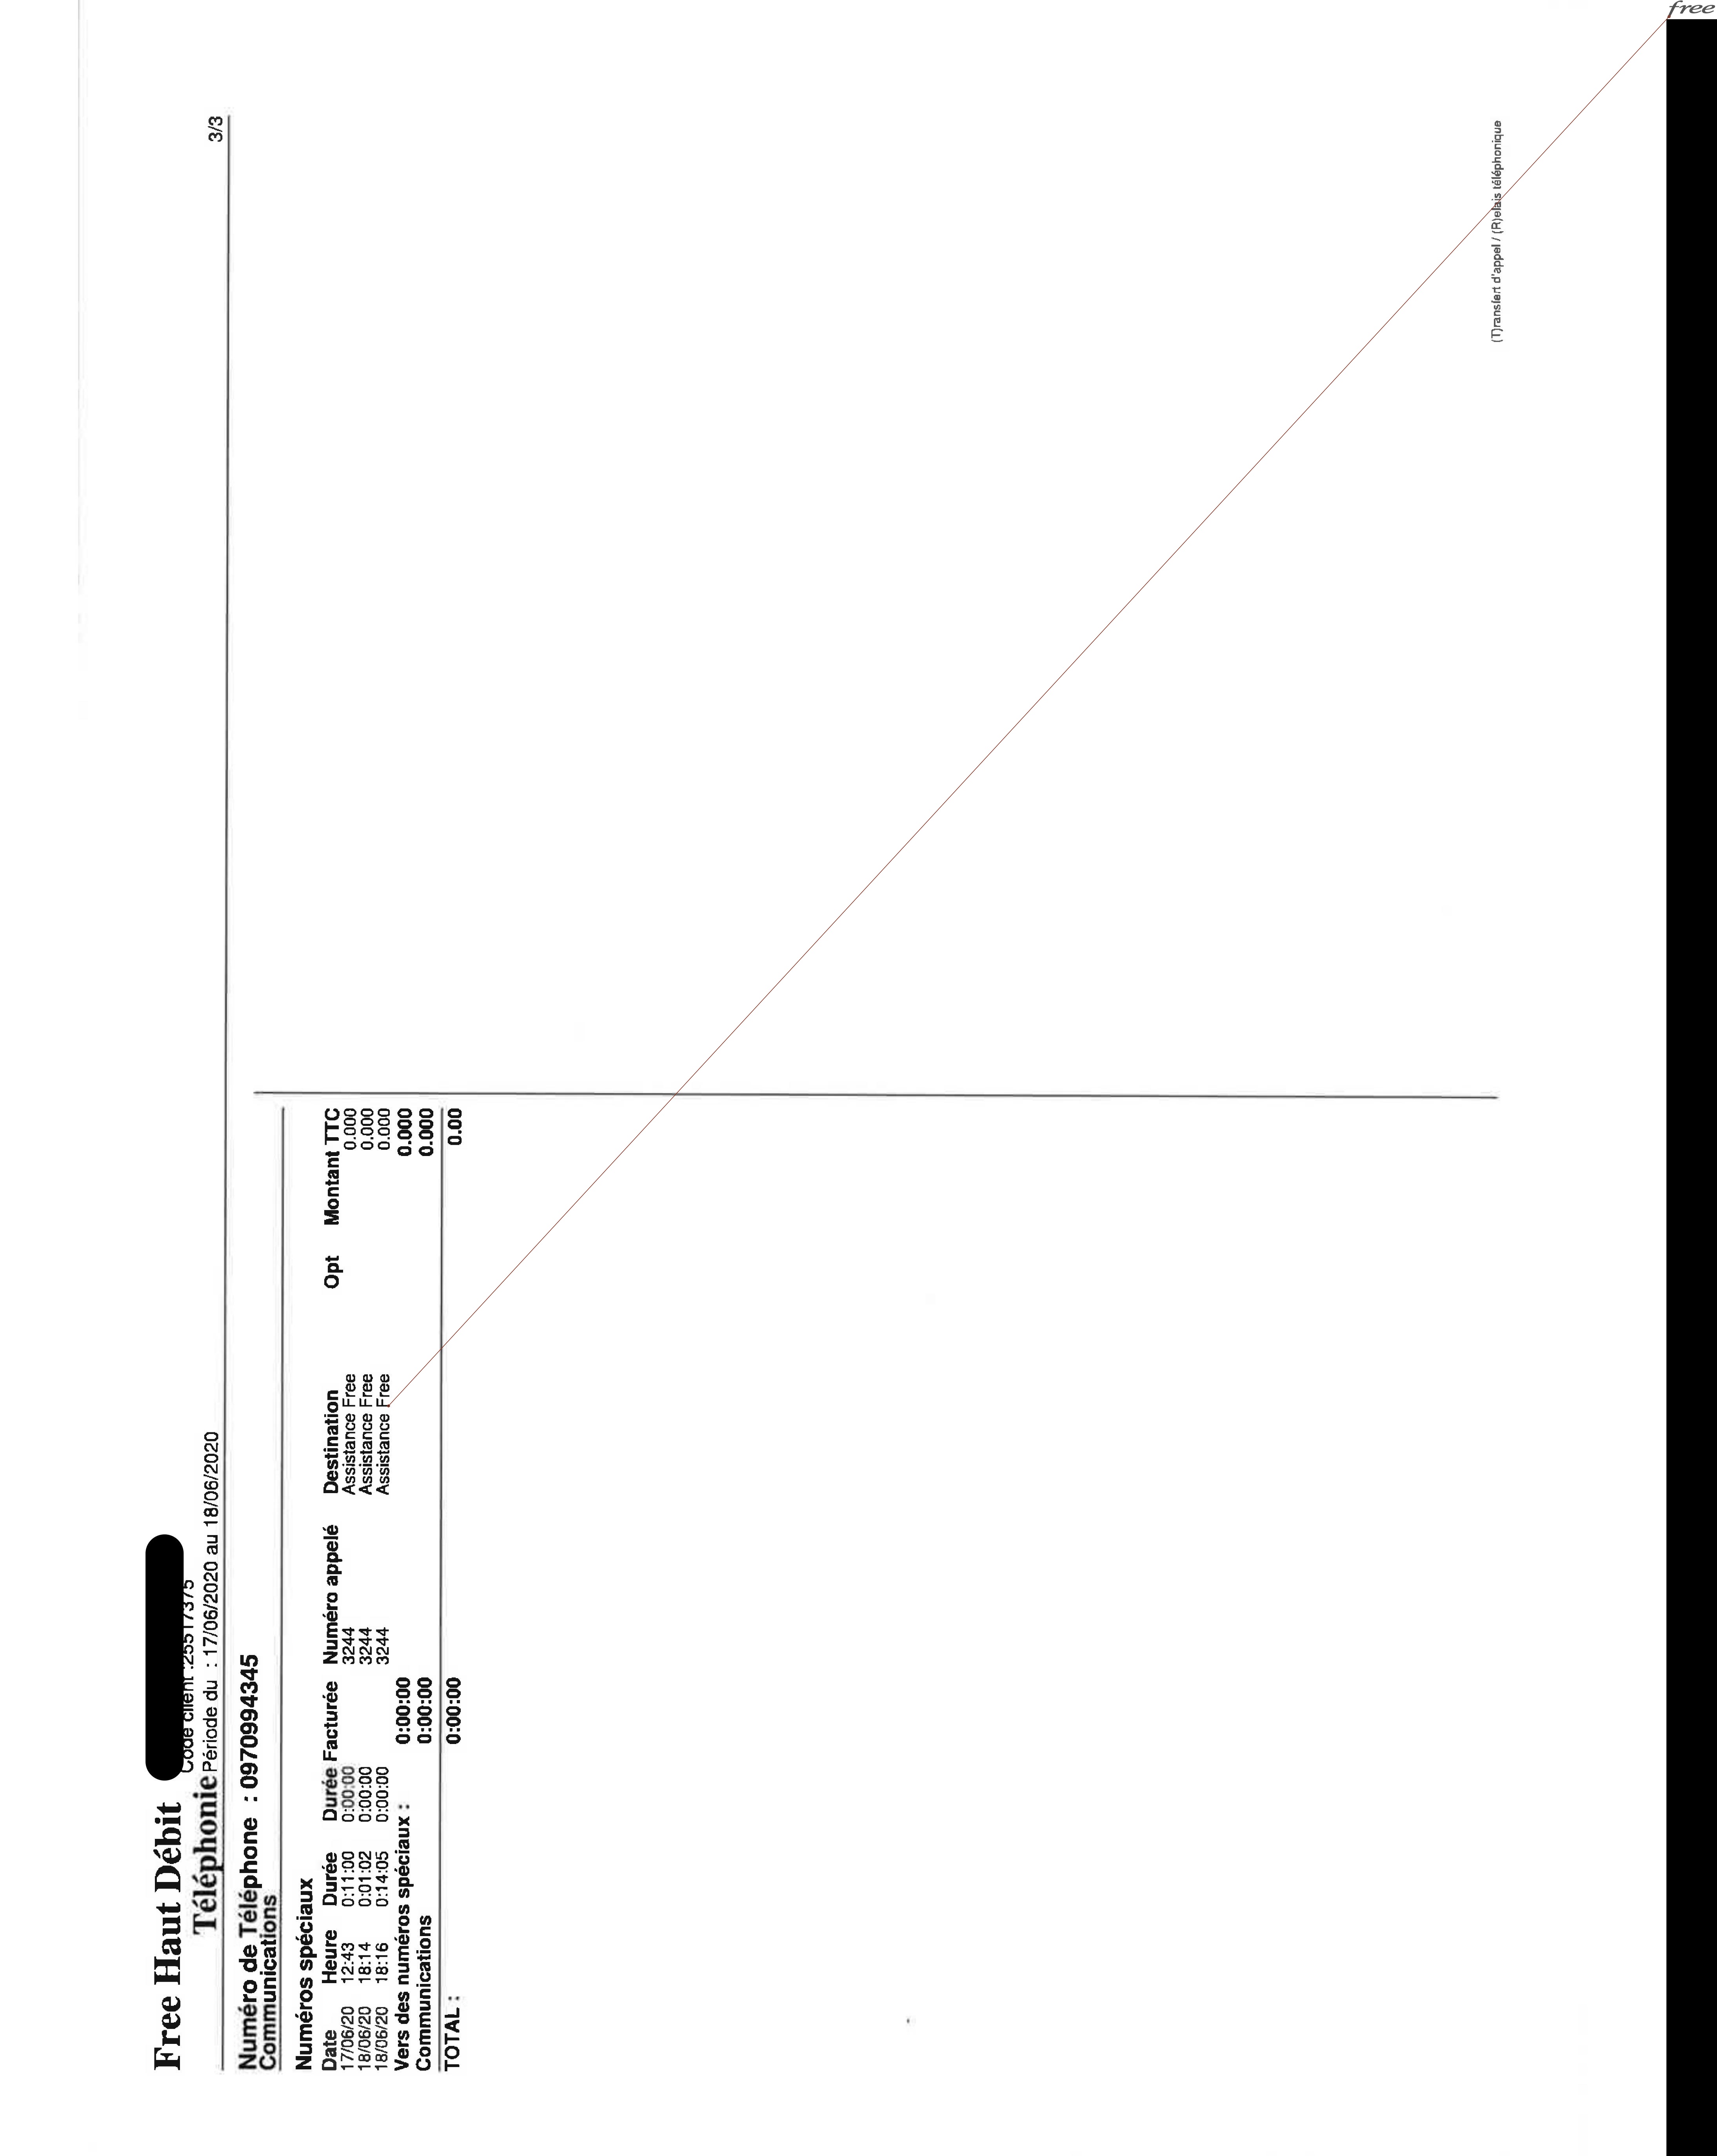 free
Free Haut Débit
Code client :25517375
Téléphonie Période du : 17/06/2020 au 18/06/2020 3/3
Numéro de Téléphone : 0970994345
Communications
Numéros spéciaux
Date Heure Durée Durée Facturée Numéro appelé Destination Opt Montant TTC
17/06/20 12:43 0:11:00 0:00:00 3244 Assistance Free 0.000
18/06/20 18:14 0:01:02 0:00:00 3244 Assistance Free 0.000
18/06/20 18:16 0:14:05 0:00:00 3244 Assistance Free 0.000
Vers des numéros spéciaux : 0:00:00 0.000
Communications 0:00:00 0.000
TOTAL : 0:00:00 0.00
(T)ransfert d'appel / (R)elais téléphonique